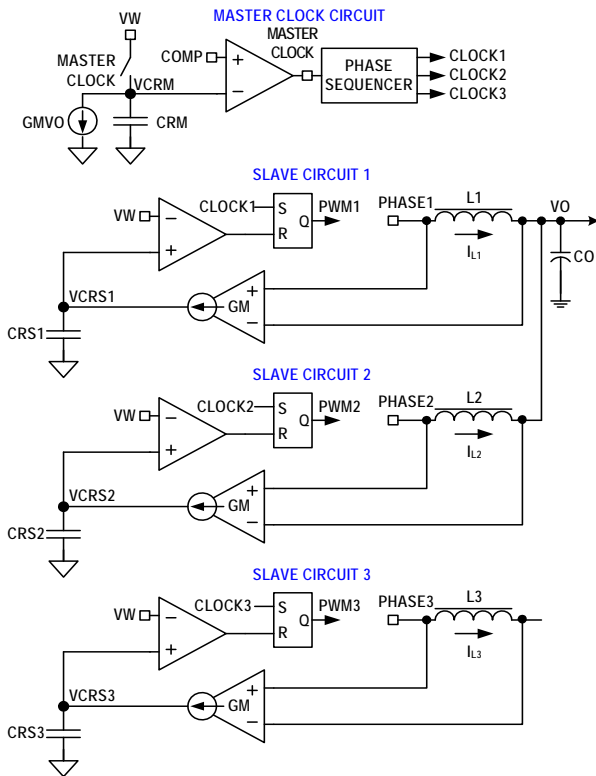 MASTER CLOCK CIRCUIT
VW
MASTER
CLOCK
COMP
MASTER
CLOCK
VCRM
GMVO
CRM
PHASE
SEQUENCER
CLOCK1
CLOCK2
CLOCK3
+
−
SLAVE CIRCUIT 1
VW
−
+
CLOCK1
S
R
Q
PWM1
PHASE1
L1
IL1
VO
CO
VCRS1
CRS1
GM
+
−
SLAVE CIRCUIT 2
VW
−
+
CLOCK2
S
R
Q
PWM2
PHASE2
L2
IL2
VCRS2
CRS2
GM
+
−
SLAVE CIRCUIT 3
VW
−
+
CLOCK3
S
R
Q
PWM3
PHASE3
L3
IL3
VCRS3
CRS3
GM
+
−